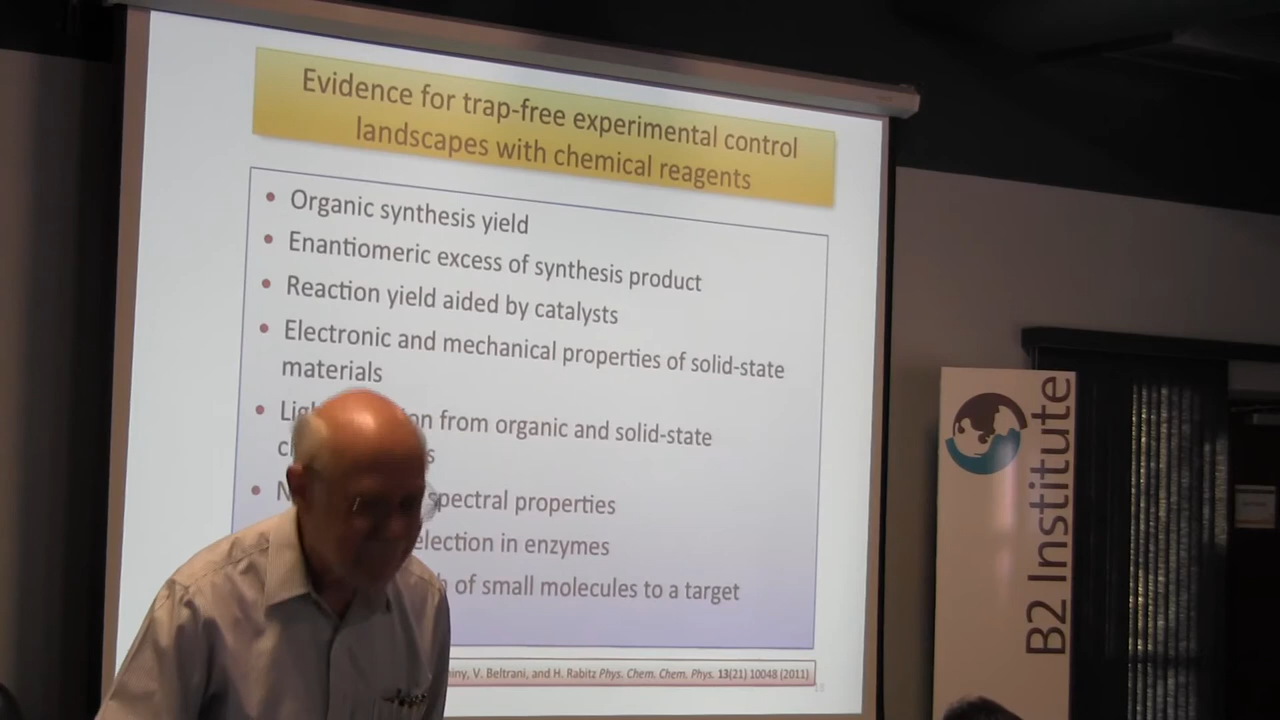 Evidence for trap-free experimental control
landscapes with chemical reagents
• Organic synthesis yield
• Enantiomeric excess of synthesis product
• Reaction yield aided by catalysts
• Electronic and mechanical properties of solid-state
materials
• from organic and solid-state
• spectral properties
in enzymes
of small molecules to a target
V. Beltrani, and H. Rabitz Phys. Chem. Chem. Phys. 13(21) 10048 (2011)
B2 Institute